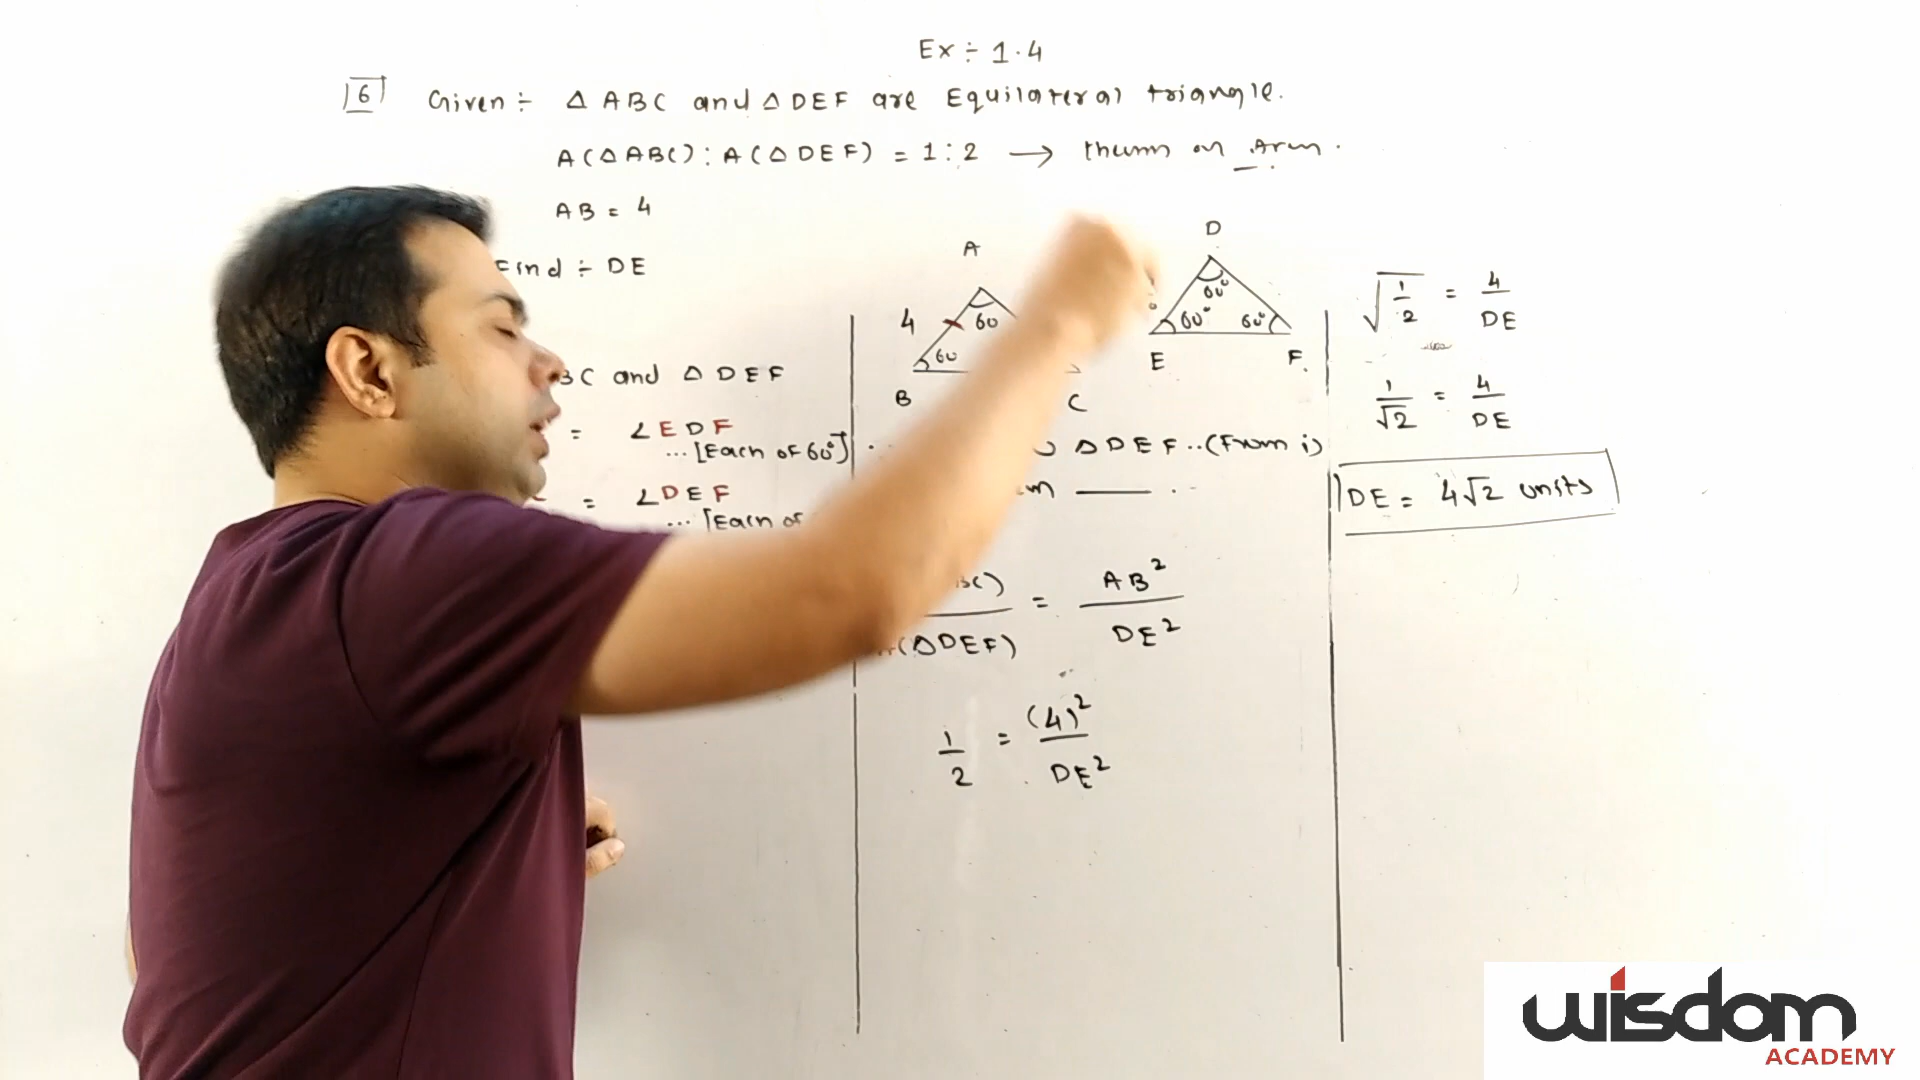 Ex ÷ 1.4
6 Given ÷ △ ABC and △ DEF are Equilateral triangle.
A(△ABC) : A(△DEF) = 1 : 2 →
AB = 4
Find ÷ DE
BC and △ DEF
= ∠EDF
... [Each of 60°]
= ∠DEF
... [Each of
A
4
60
60
B
C
D
60°
60°
60°
E
F
△DEF..(From i)
BC)
A(△DEF)
= AB²
DE²
1/2 = (4)²/DE²
√1/2 = 4/DE
1/√2 = 4/DE
DE = 4√2 units
wisdom
ACADEMY